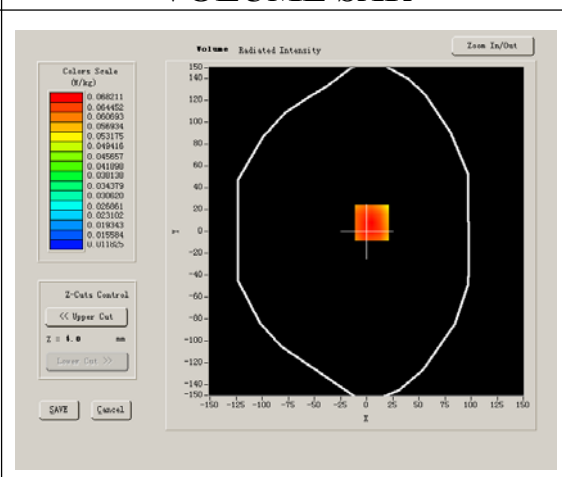 VOLUME SAR
Volume Radiated Intensity
Zoom In/Out
Colors Scale
(W/kg)
0.068211
0.064452
0.060693
0.056934
0.053175
0.049416
0.045657
0.041898
0.038138
0.034379
0.030620
0.026861
0.023102
0.019343
0.015584
0.011825
Z-Cuts Control
<< Upper Cut
Z = 4.0 mm
Lower Cut >>
SAVE
Cancel
150
140
120
100
80
60
40
20
0
-20
-40
-60
-80
-100
-120
-140
-150
Y
-150 -125 -100 -75 -50 -25 0 25 50 75 100 125 150
X